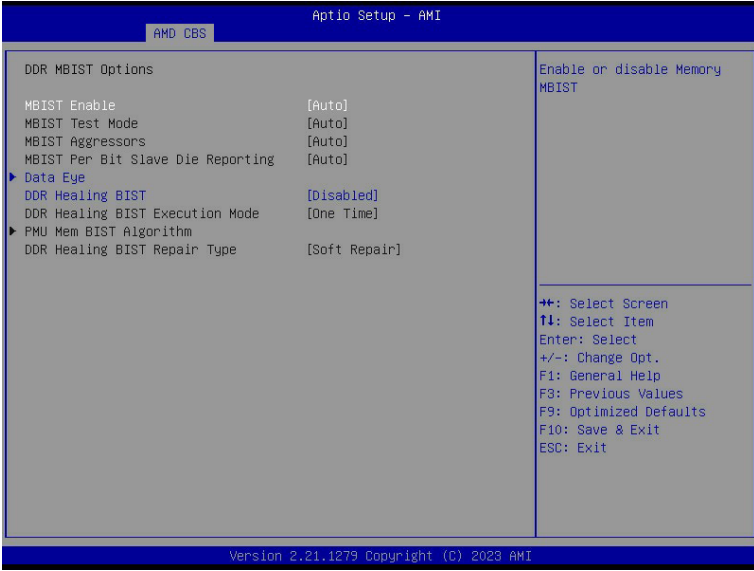 Aptio Setup - AMI
AMD CBS
DDR MBIST Options
MBIST Enable [Auto]
MBIST Test Mode [Auto]
MBIST Aggressors [Auto]
MBIST Per Bit Slave Die Reporting [Auto]
Data Eye
DDR Healing BIST [Disabled]
DDR Healing BIST Execution Mode [One Time]
PMU Mem BIST Algorithm
DDR Healing BIST Repair Type [Soft Repair]
Enable or disable Memory
MBIST
→←: Select Screen
↑↓: Select Item
Enter: Select
+/-: Change Opt.
F1: General Help
F3: Previous Values
F9: Optimized Defaults
F10: Save & Exit
ESC: Exit
Version 2.21.1279 Copyright (C) 2023 AMI